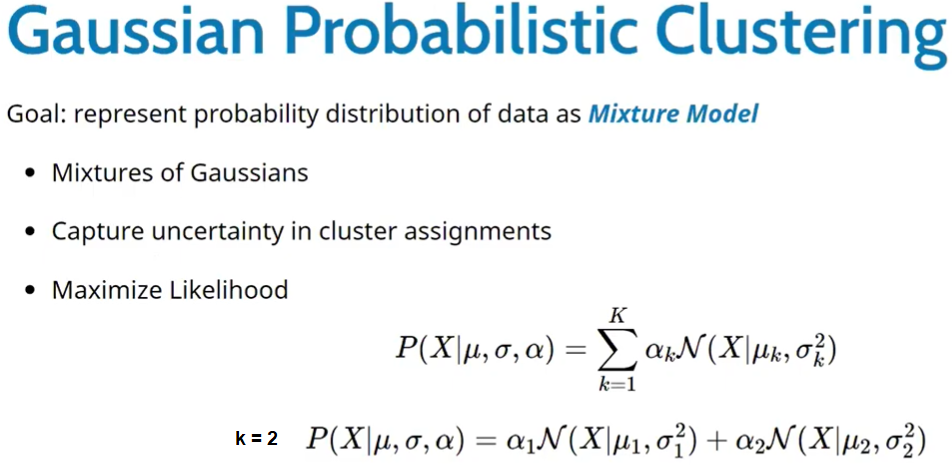 Gaussian Probabilistic Clustering
Goal: represent probability distribution of data as Mixture Model
• Mixtures of Gaussians
• Capture uncertainty in cluster assignments
• Maximize Likelihood
$P(X|\mu, \sigma, \alpha) = \sum_{k=1}^{K} \alpha_k \mathcal{N}(X|\mu_k, \sigma_k^2)$
k = 2 $P(X|\mu, \sigma, \alpha) = \alpha_1 \mathcal{N}(X|\mu_1, \sigma_1^2) + \alpha_2 \mathcal{N}(X|\mu_2, \sigma_2^2)$